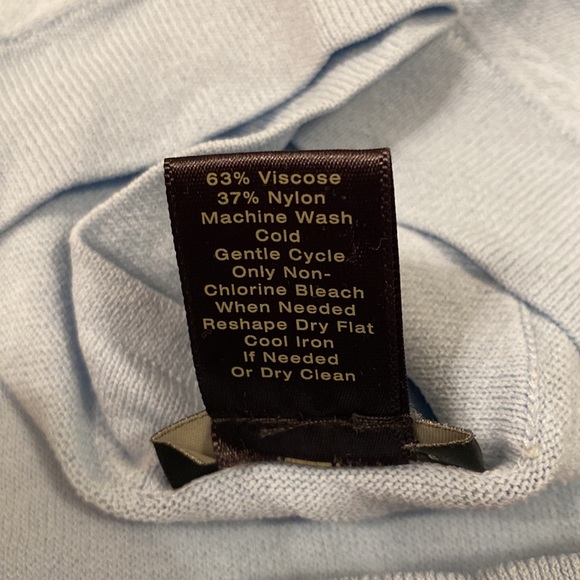 63% Viscose
37% Nylon
Machine Wash
Cold
Gentle Cycle
Only Non-
Chlorine Bleach
When Needed
Reshape Dry Flat
Cool Iron
If Needed
Or Dry Clean